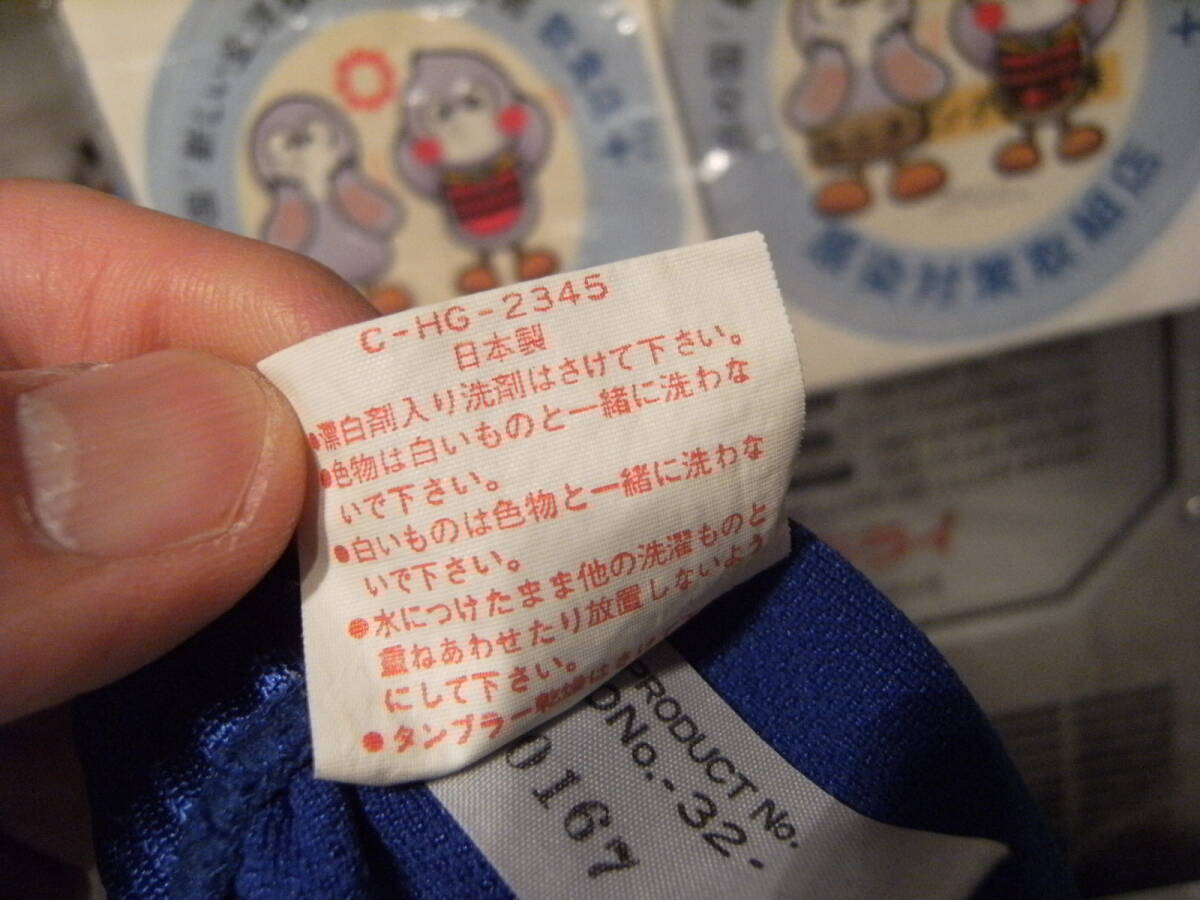 感染対策取組店
C-HG-2345
日本製
●漂白剤入り洗剤はさけて下さい。
●色物は白いものと一緒に洗わな
いで下さい。
●白いものは色物と一緒に洗わな
いで下さい。
●水につけたまま他の洗濯ものと
重ねあわせたり放置しないよう
にして下さい。
●タンブラー乾燥はさけ
PRODUCT No.
DNo.-32-
0167